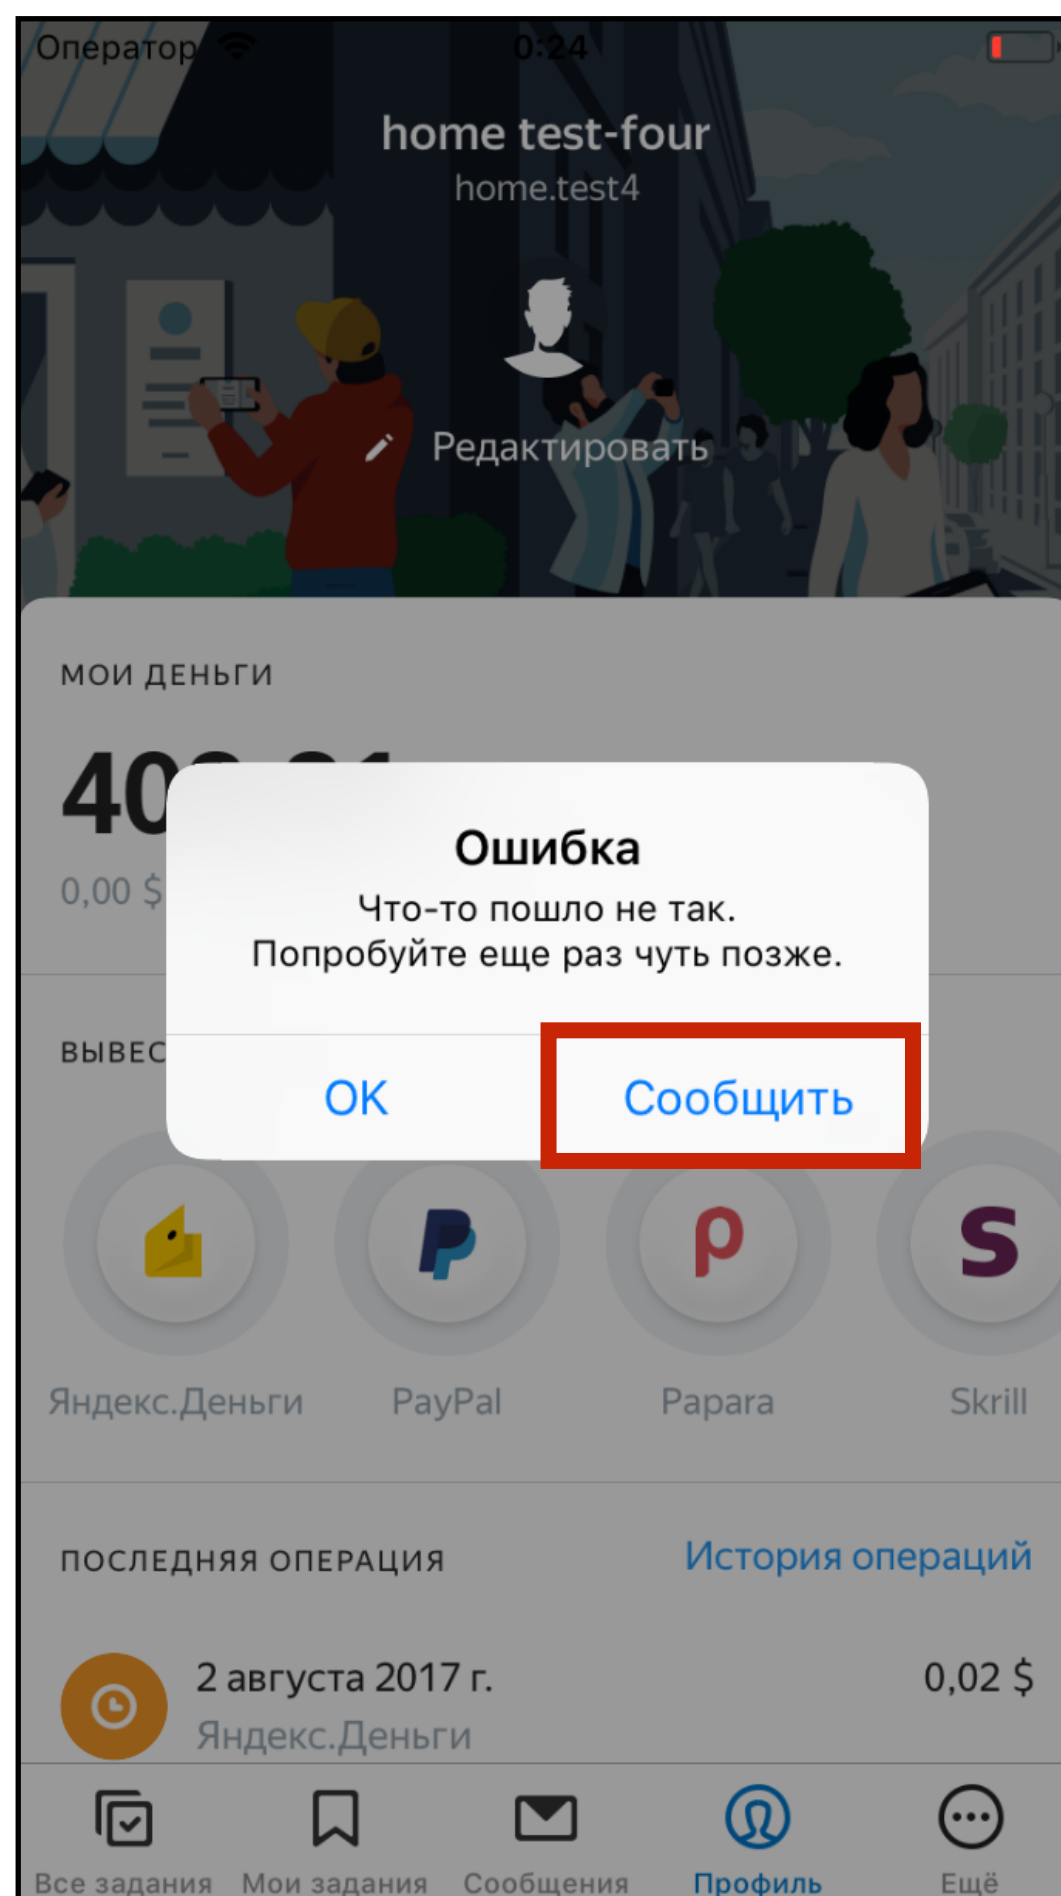 Оператор 0:24
home test-four
home.test4
Редактировать
МОИ ДЕНЬГИ
0,00 $
Ошибка
Что-то пошло не так.
Попробуйте еще раз чуть позже.
OK Сообщить
Яндекс.Деньги PayPal Papara Skrill
ПОСЛЕДНЯЯ ОПЕРАЦИЯ История операций
2 августа 2017 г. 0,02 $
Яндекс.Деньги
Все задания Мои задания Сообщения Профиль Ещё